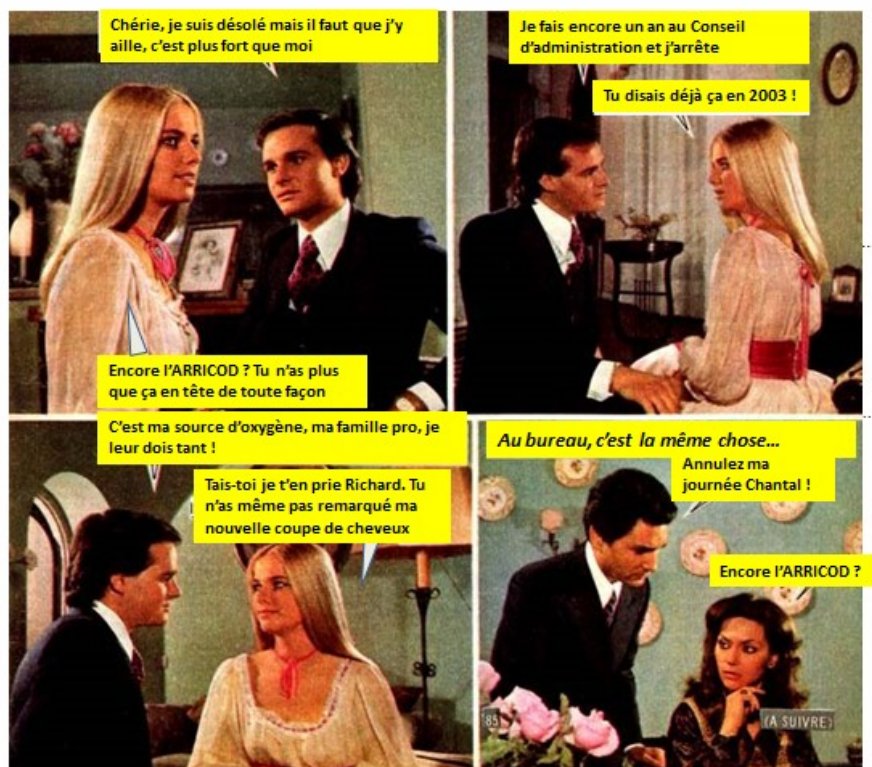 Chérie, je suis désolé mais il faut que j'y
aille, c'est plus fort que moi
Encore l'ARRICOD ? Tu n'as plus
que ça en tête de toute façon
Je fais encore un an au Conseil
d'administration et j'arrête
Tu disais déjà ça en 2003 !
C'est ma source d'oxygène, ma famille pro, je
leur dois tant !
Tais-toi je t'en prie Richard. Tu
n'as même pas remarqué ma
nouvelle coupe de cheveux
Au bureau, c'est la même chose...
Annulez ma
journée Chantal !
Encore l'ARRICOD ?
85
(A SUIVRE)